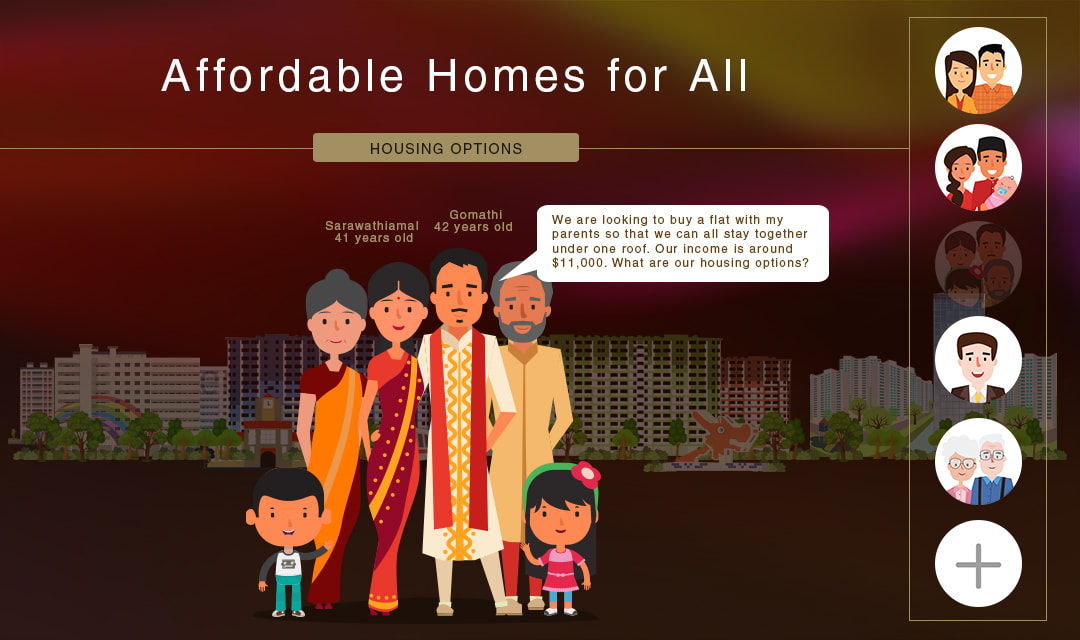 Affordable Homes for All
HOUSING OPTIONS
Sarawathiamal
41 years old
Gomathi
42 years old
We are looking to buy a flat with my
parents so that we can all stay together
under one roof. Our income is around
$11,000. What are our housing options?